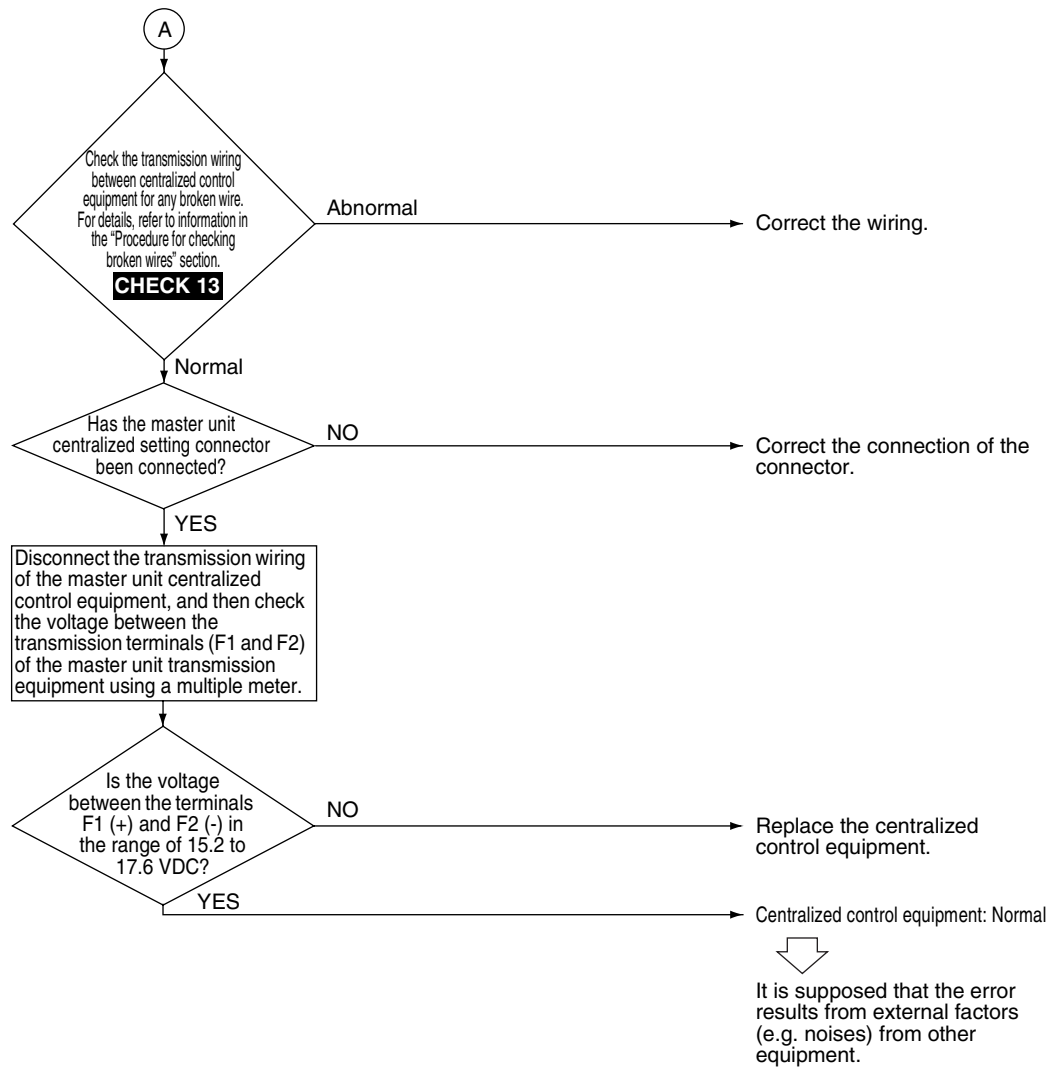 A
Check the transmission wiring
between centralized control
equipment for any broken wire.
For details, refer to information in
the “Procedure for checking
broken wires” section.
CHECK 13
Abnormal
Correct the wiring.
Normal
Has the master unit
centralized setting connector
been connected?
NO
Correct the connection of the
connector.
YES
Disconnect the transmission wiring
of the master unit centralized
control equipment, and then check
the voltage between the
transmission terminals (F1 and F2)
of the master unit transmission
equipment using a multiple meter.
Is the voltage
between the terminals
F1 (+) and F2 (-) in
the range of 15.2 to
17.6 VDC?
NO
Replace the centralized
control equipment.
YES
Centralized control equipment: Normal
It is supposed that the error
results from external factors
(e.g. noises) from other
equipment.